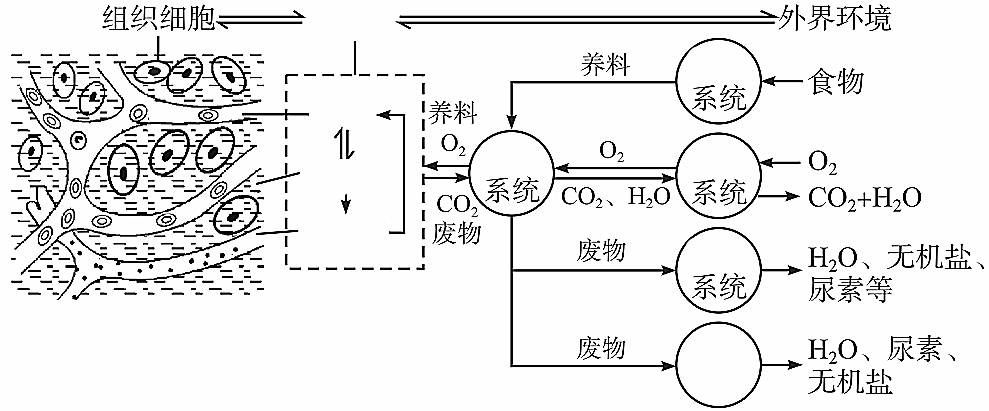 组织细胞
外界环境
养料
系统
食物
养料
O₂
系统
CO₂
废物
O₂
CO₂、H₂O
系统
O₂
CO₂+H₂O
废物
系统
H₂O、无机盐、
尿素等
废物
H₂O、尿素、
无机盐